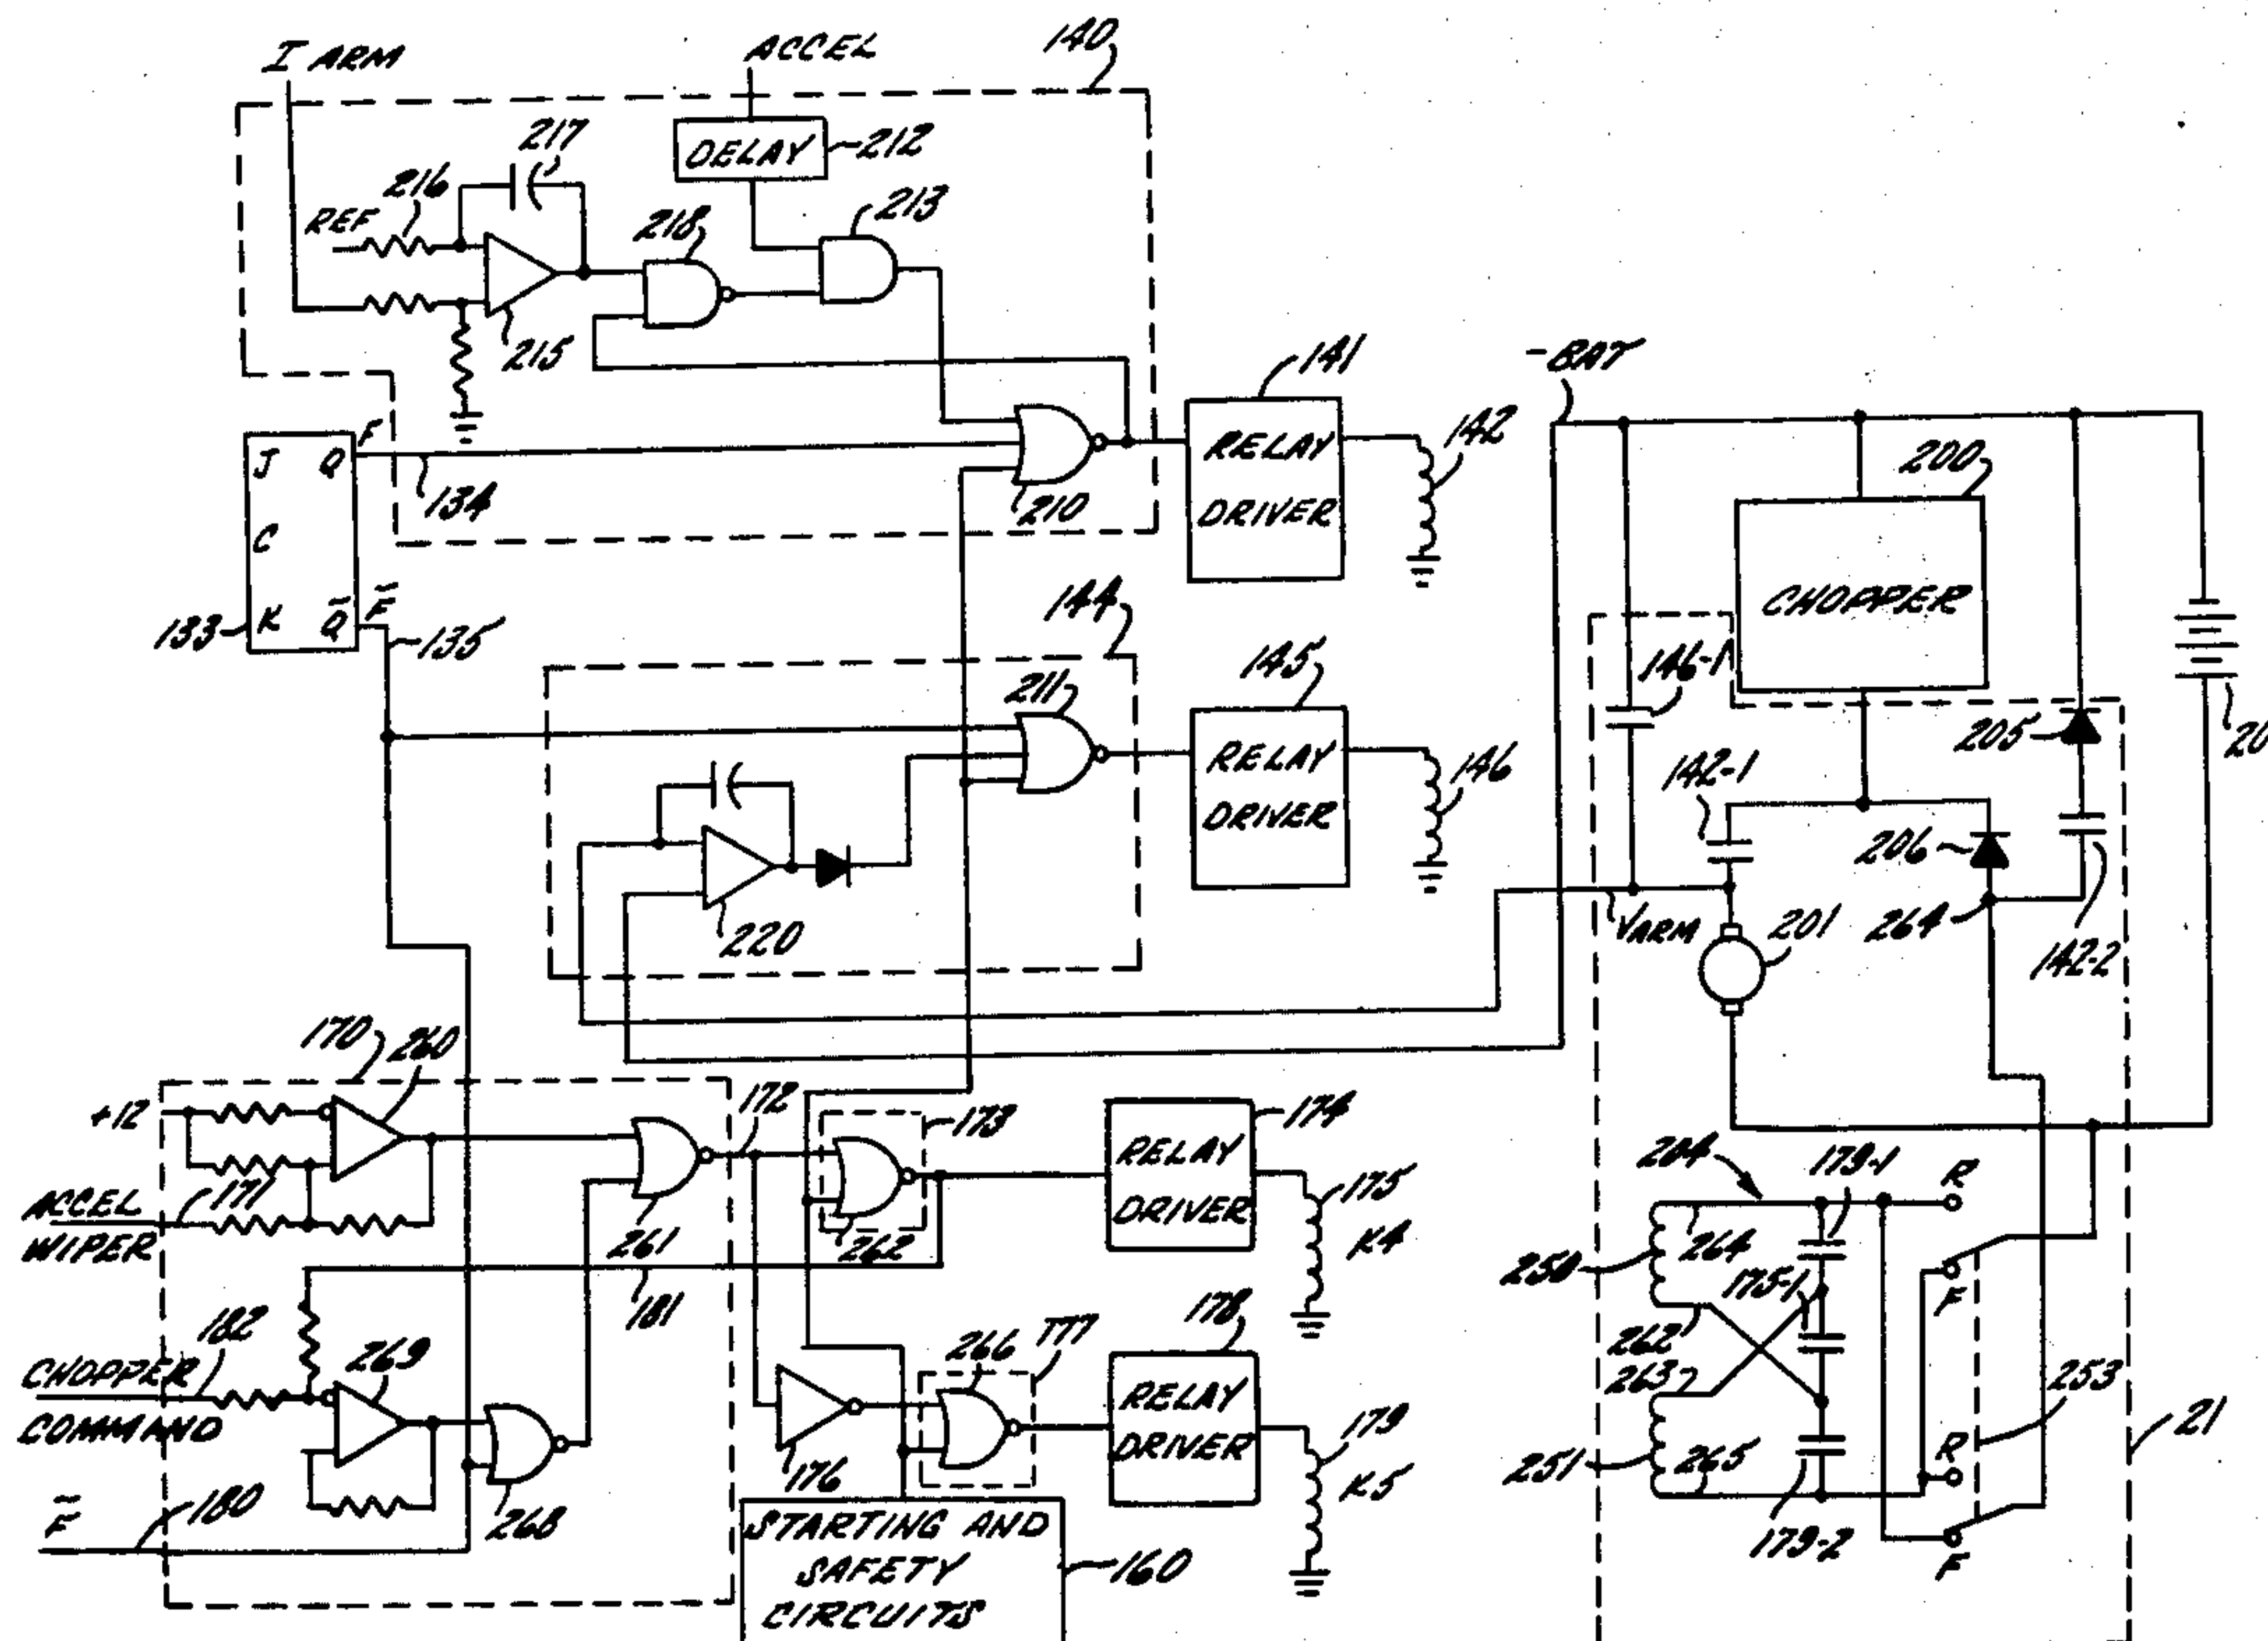 I ARM
ACCEL
140
217
DELAY
212
216
REF
218
213
215
141
-BAT
F
J Q
RELAY
DRIVER
142
200
134
210
C
CHOPPER
F̅
144
K Q̅
133
135
145
146-1
211
205
20
RELAY
DRIVER
146
142-1
206
220
VARM
201
264
142-2
170
260
+12
172
173
174
RELAY
DRIVER
204
179-1
R
171
ACCEL
WIPER
261
262
175
K4
250
264
175-1
F
181
182
269
266
177
178
262
263
CHOPPER
COMMAND
RELAY
DRIVER
253
21
179
R
251
265
176
K5
F̅
180
268
STARTING AND
SAFETY
CIRCUITS
160
179-2
F